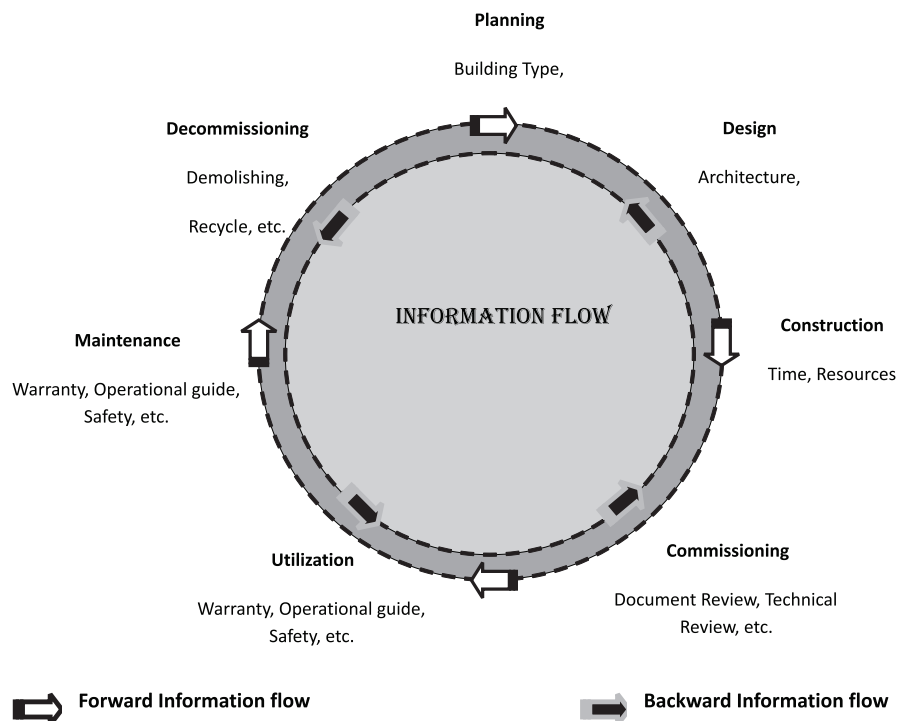 Planning
Building Type,
Decommissioning
Demolishing,
Recycle, etc.
Design
Architecture,
INFORMATION FLOW
Maintenance
Warranty, Operational guide,
Safety, etc.
Construction
Time, Resources
Utilization
Warranty, Operational guide,
Safety, etc.
Commissioning
Document Review, Technical
Review, etc.
Forward Information flow
Backward Information flow